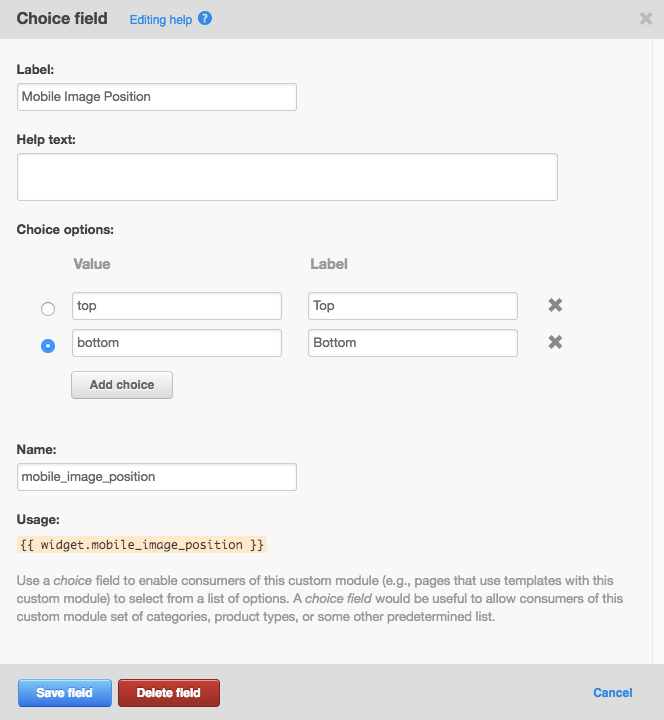 Choice field Editing help ?
Label:
Mobile Image Position
Help text:
Choice options:
Value Label
top Top
bottom Bottom
Add choice
Name:
mobile_image_position
Usage:
{{ widget.mobile_image_position }}
Use a choice field to enable consumers of this custom module (e.g., pages that use templates with this
custom module) to select from a list of options. A choice field would be useful to allow consumers of this
custom module set of categories, product types, or some other predetermined list.
Save field Delete field Cancel